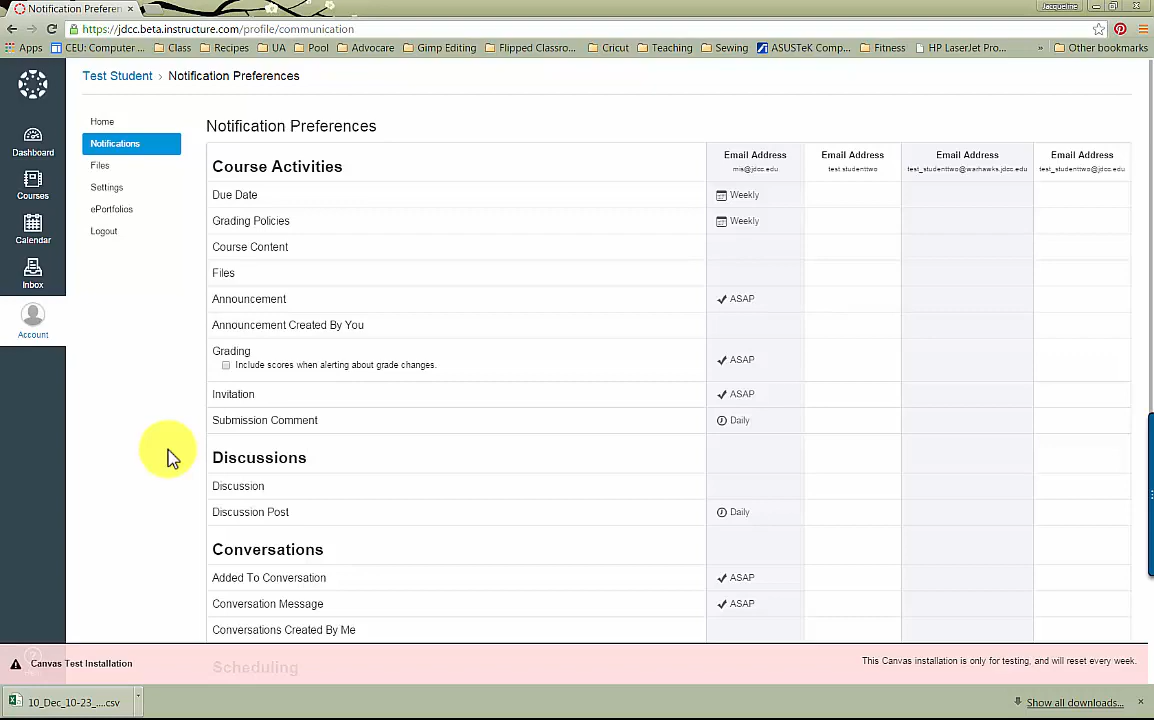 Notification Preferen
Jacqueline
https://jdcc.beta.instructure.com/profile/communication
Apps CEU: Computer ... Class Recipes UA Pool Advocare Gimp Editing Flipped Classro... Cricut Teaching Sewing ASUSTeK Comp... Fitness HP LaserJet Pro... » Other bookmarks
Test Student › Notification Preferences
Dashboard
Courses
Calendar
Inbox
Account
Home
Notifications
Files
Settings
ePortfolios
Logout
Notification Preferences
Course Activities
Email Address
mis@jdcc.edu
Email Address
test studenttwo
Email Address
test_studenttwo@warhawks.jdcc.edu
Email Address
test_studenttwo@jdcc.edu
Due Date Weekly
Grading Policies Weekly
Course Content
Files
Announcement ASAP
Announcement Created By You
Grading
Include scores when alerting about grade changes.
ASAP
Invitation ASAP
Submission Comment Daily
Discussions
Discussion
Discussion Post Daily
Conversations
Added To Conversation ASAP
Conversation Message ASAP
Conversations Created By Me
Scheduling
Canvas Test Installation
This Canvas installation is only for testing, and will reset every week.
10_Dec_10-23_....csv
Show all downloads...